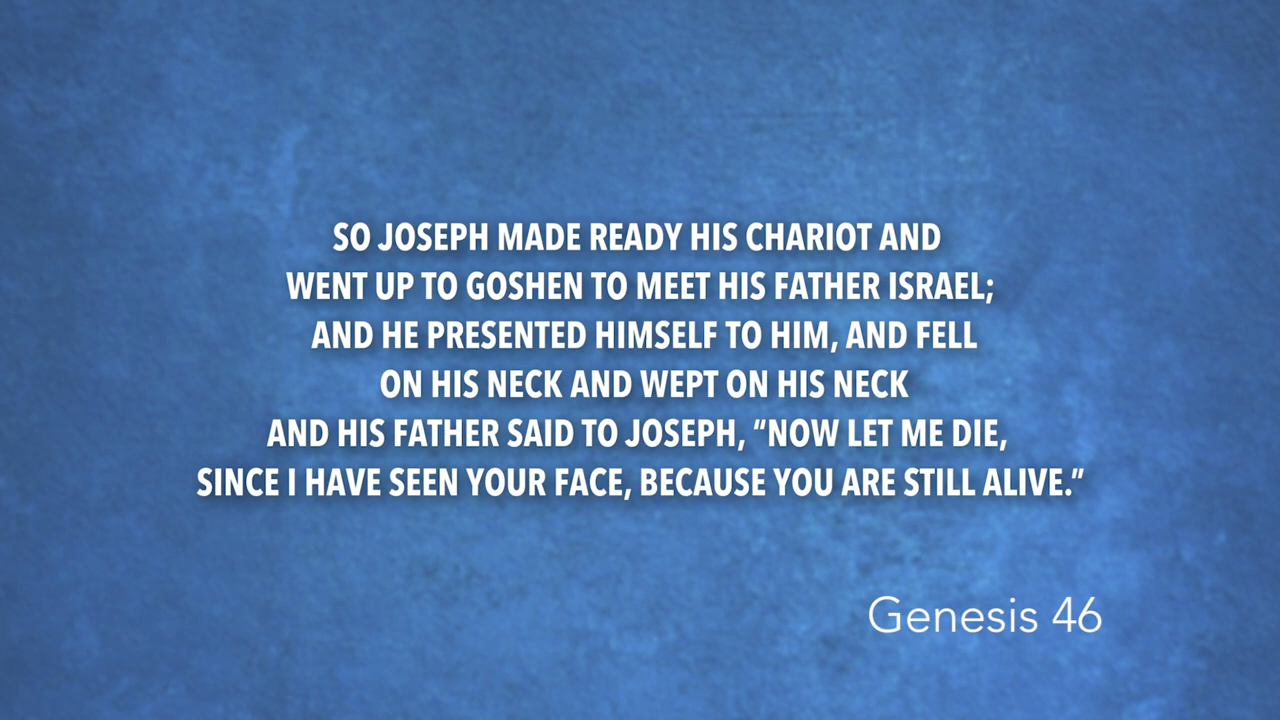 SO JOSEPH MADE READY HIS CHARIOT AND
WENT UP TO GOSHEN TO MEET HIS FATHER ISRAEL;
AND HE PRESENTED HIMSELF TO HIM, AND FELL
ON HIS NECK AND WEPT ON HIS NECK
AND HIS FATHER SAID TO JOSEPH, “NOW LET ME DIE,
SINCE I HAVE SEEN YOUR FACE, BECAUSE YOU ARE STILL ALIVE.”
Genesis 46